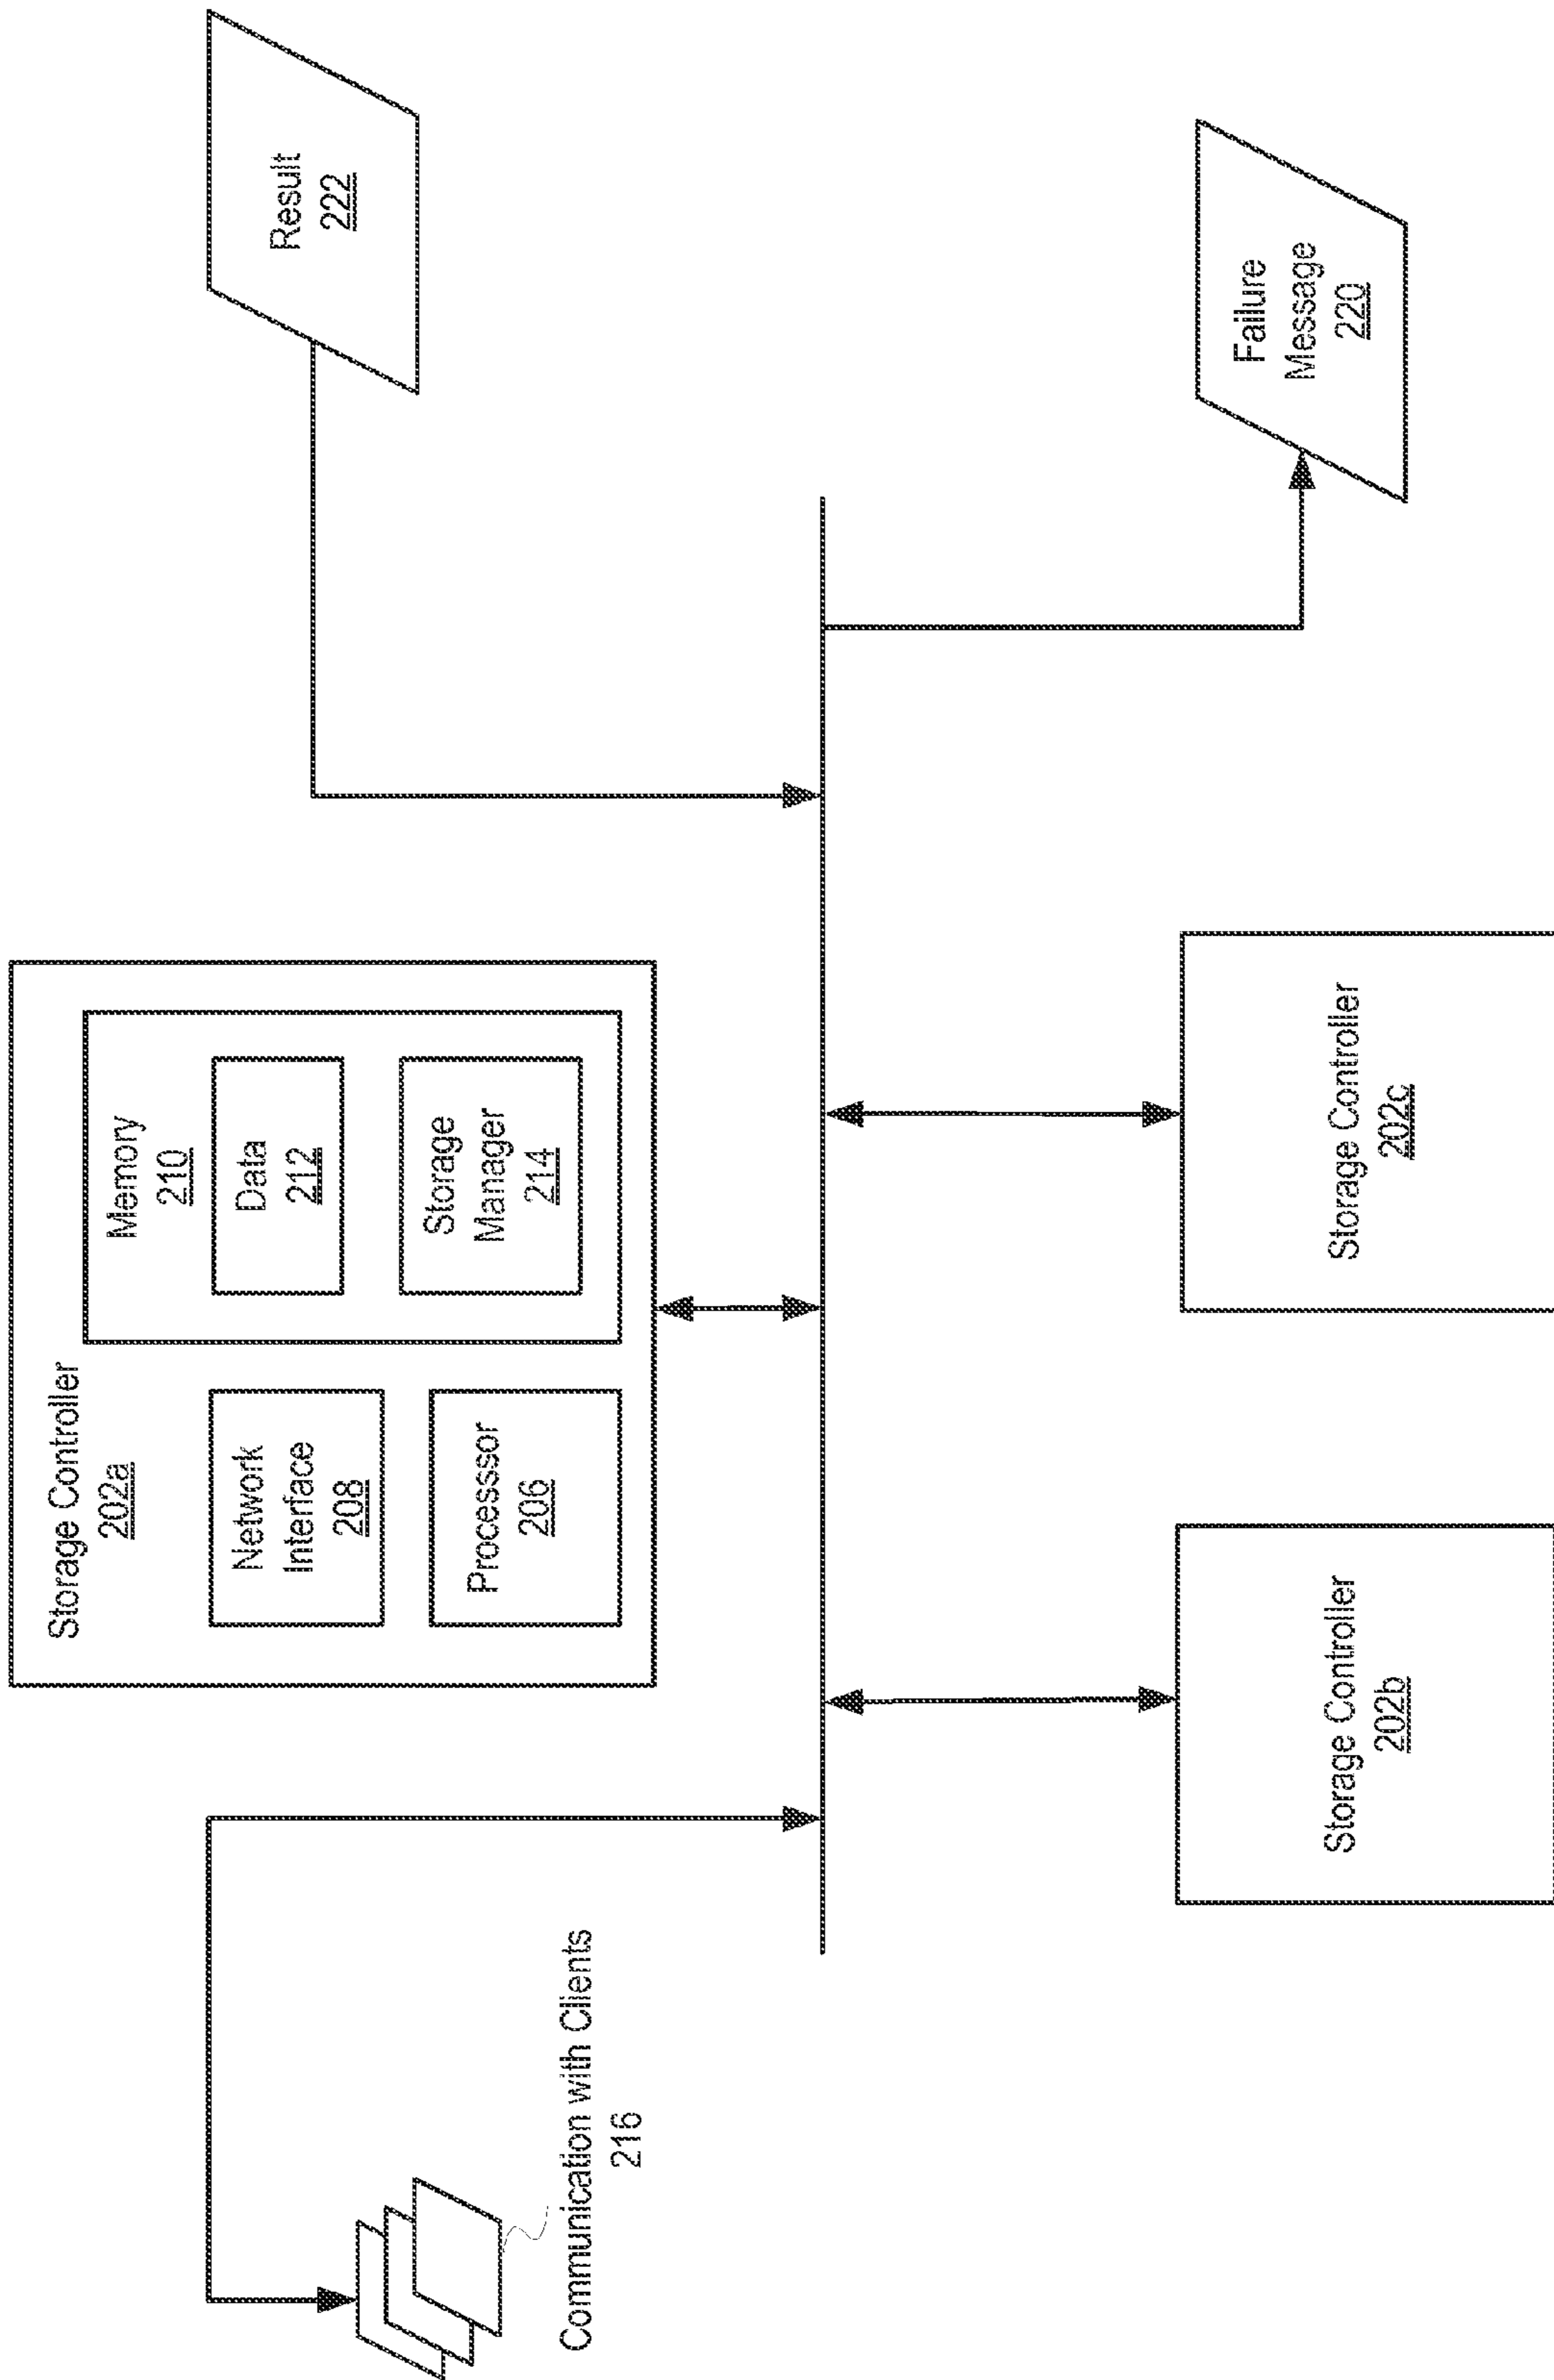 Communication with Clients
216
Storage Controller
202a
Network
Interface
208
Processor
206
Memory
210
Data
212
Storage
Manager
214
Result
222
Storage Controller
202b
Storage Controller
202c
Failure
Message
220